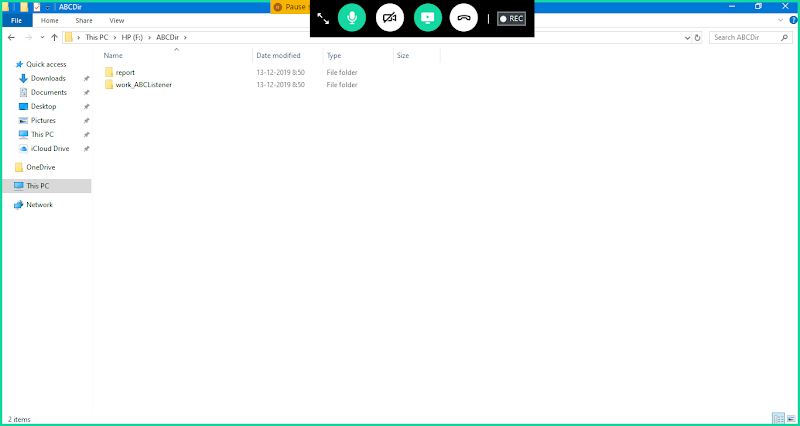 ABCDir
Pause
REC
File Home Share View
This PC > HP (F:) > ABCDir >
Search ABCDir
Name Date modified Type Size
report 13-12-2019 8:50 File folder
work_ABCListener 13-12-2019 8:50 File folder
Quick access
Downloads
Documents
Desktop
Pictures
This PC
iCloud Drive
OneDrive
This PC
Network
2 items